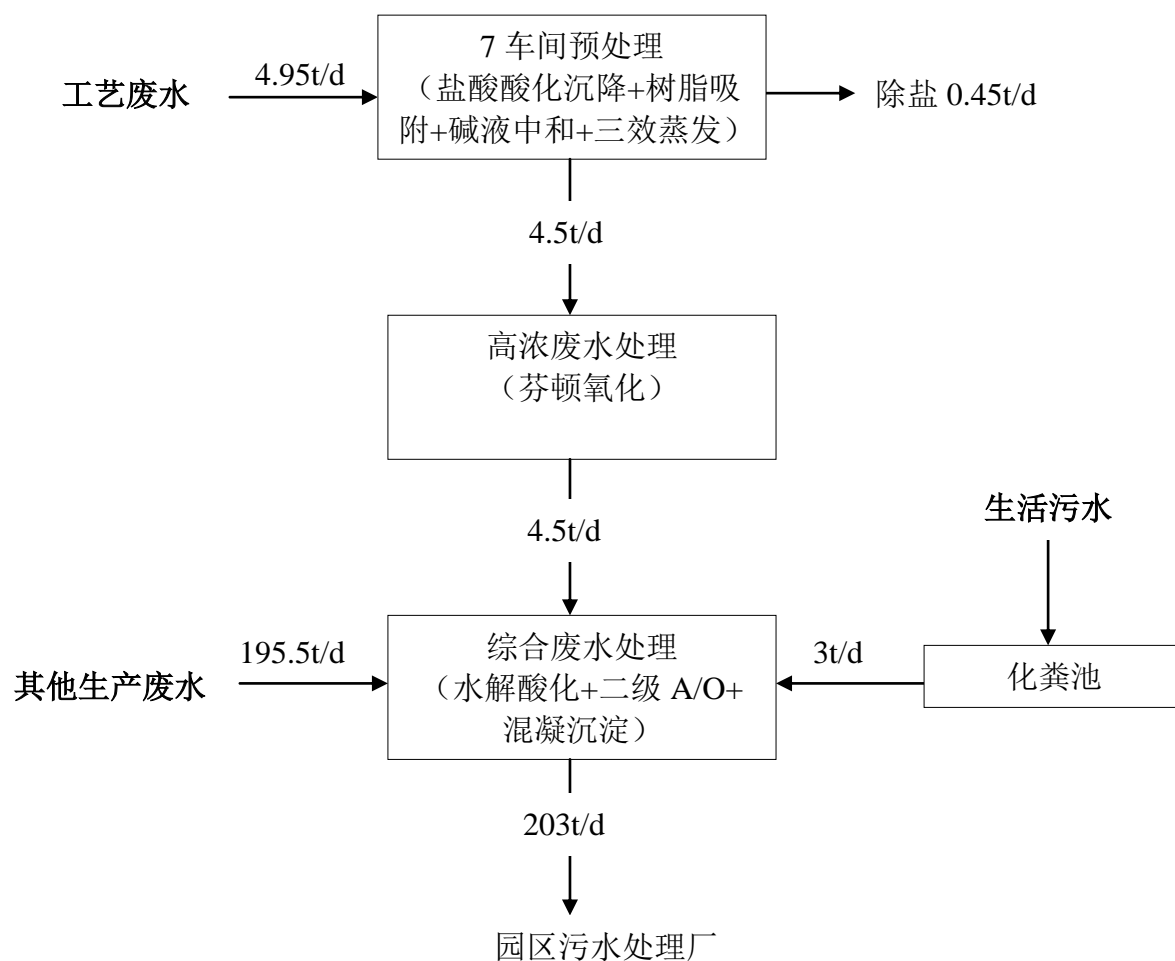 7 车间预处理
（盐酸酸化沉降+树脂吸
附+碱液中和+三效蒸发）
工艺废水
4.95t/d
除盐 0.45t/d
4.5t/d
高浓废水处理
（芬顿氧化）
4.5t/d
生活污水
其他生产废水
195.5t/d
综合废水处理
（水解酸化+二级 A/O+
混凝沉淀）
3t/d
化粪池
203t/d
园区污水处理厂